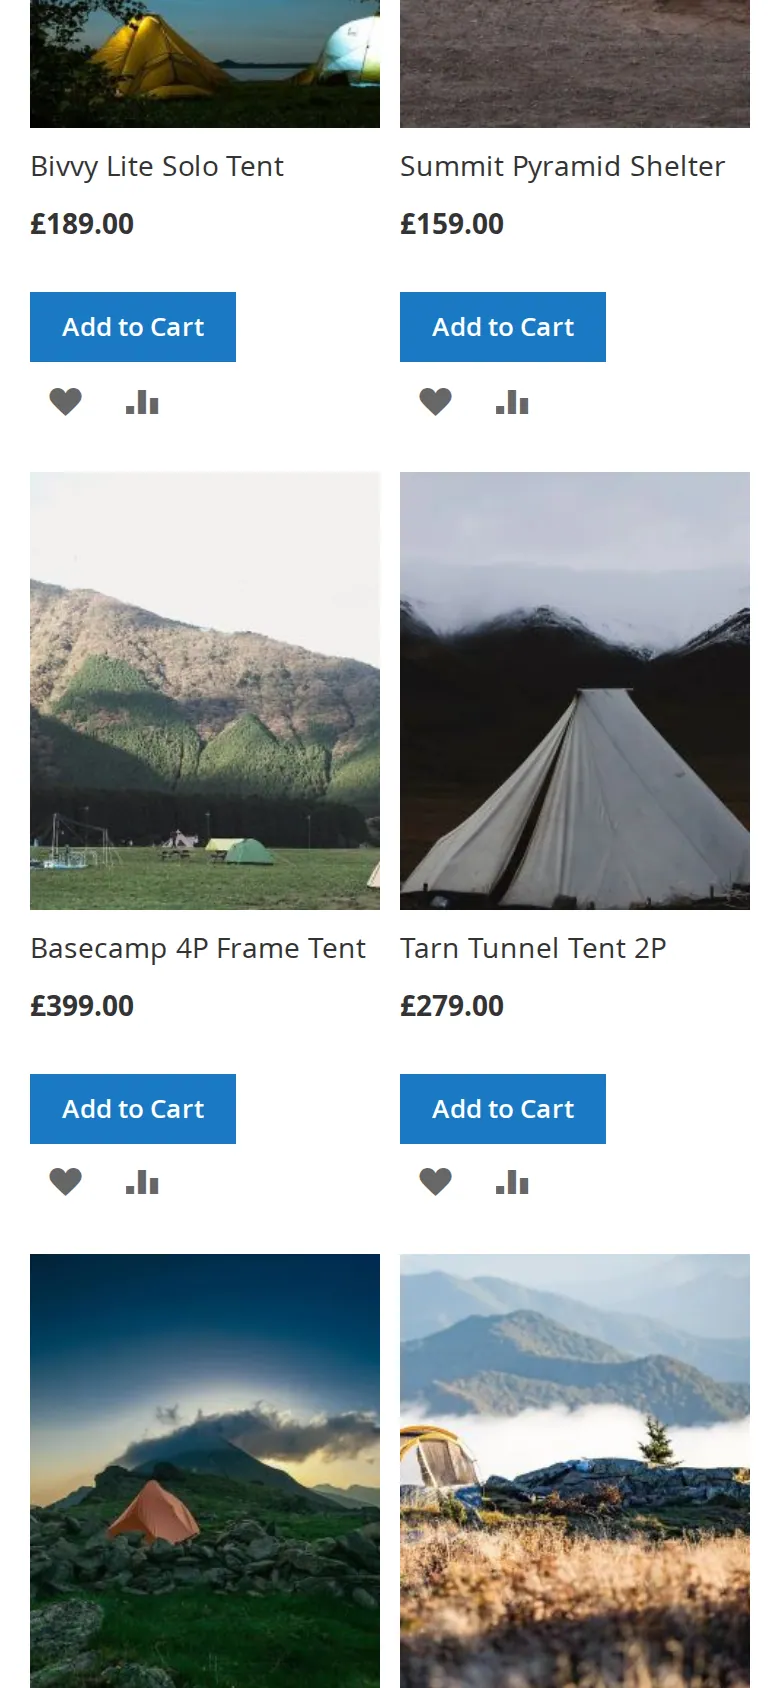 Bivvy Lite Solo Tent
£189.00
Add to Cart
Summit Pyramid Shelter
£159.00
Add to Cart
Basecamp 4P Frame Tent
£399.00
Add to Cart
Tarn Tunnel Tent 2P
£279.00
Add to Cart